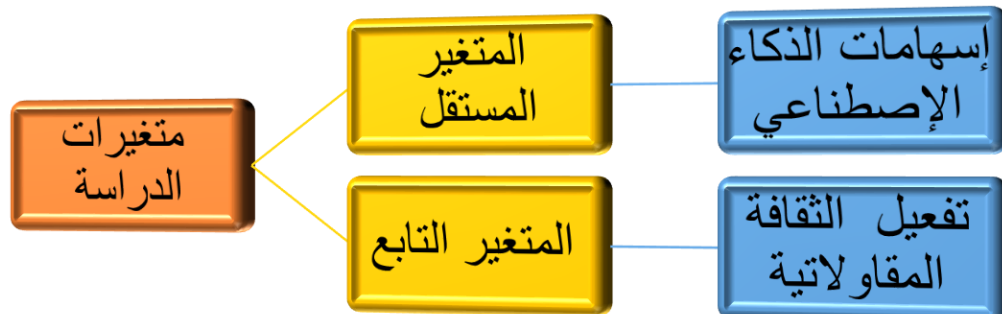 متغيرات
الدراسة
المتغير
المستقل
إسهامات الذكاء
الإصطناعي
المتغير التابع
تفعيل الثقافة
المقاولاتية